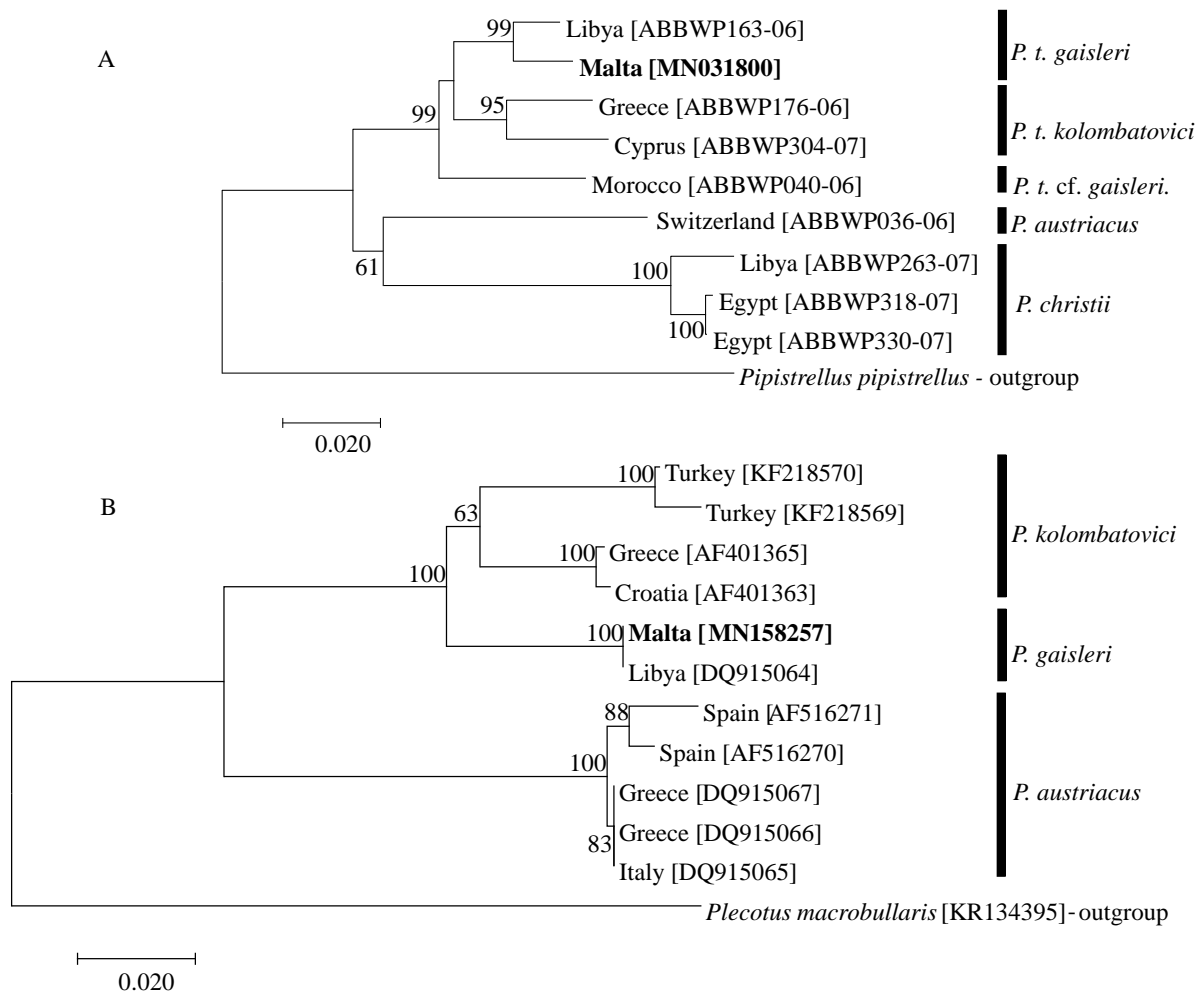 A
99
Libya [ABBWP163-06]
Malta [MN031800]
P. t. gaisleri
99
95
Greece [ABBWP176-06]
Cyprus [ABBWP304-07]
P. t. kolombatovici
Morocco [ABBWP040-06]
P. t. cf. gaisleri.
Switzerland [ABBWP036-06]
P. austriacus
61
100
Libya [ABBWP263-07]
Egypt [ABBWP318-07]
100
Egypt [ABBWP330-07]
P. christii
Pipistrellus pipistrellus - outgroup
0.020
B
100
Turkey [KF218570]
Turkey [KF218569]
63
100
Greece [AF401365]
Croatia [AF401363]
P. kolombatovici
100
100
Malta [MN158257]
Libya [DQ915064]
P. gaisleri
88
Spain [AF516271]
Spain [AF516270]
100
Greece [DQ915067]
Greece [DQ915066]
83
Italy [DQ915065]
P. austriacus
Plecotus macrobullaris [KR134395]- outgroup
0.020